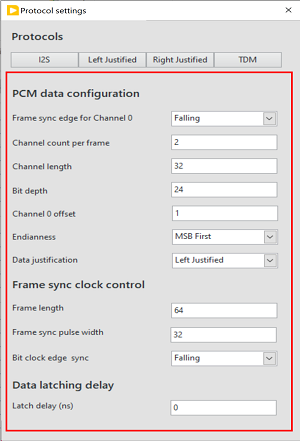 Protocol settings
Protocols
I2S Left Justified Right Justified TDM
PCM data configuration
Frame sync edge for Channel 0 Falling
Channel count per frame 2
Channel length 32
Bit depth 24
Channel 0 offset 1
Endianness MSB First
Data justification Left Justified
Frame sync clock control
Frame length 64
Frame sync pulse width 32
Bit clock edge sync Falling
Data latching delay
Latch delay (ns) 0